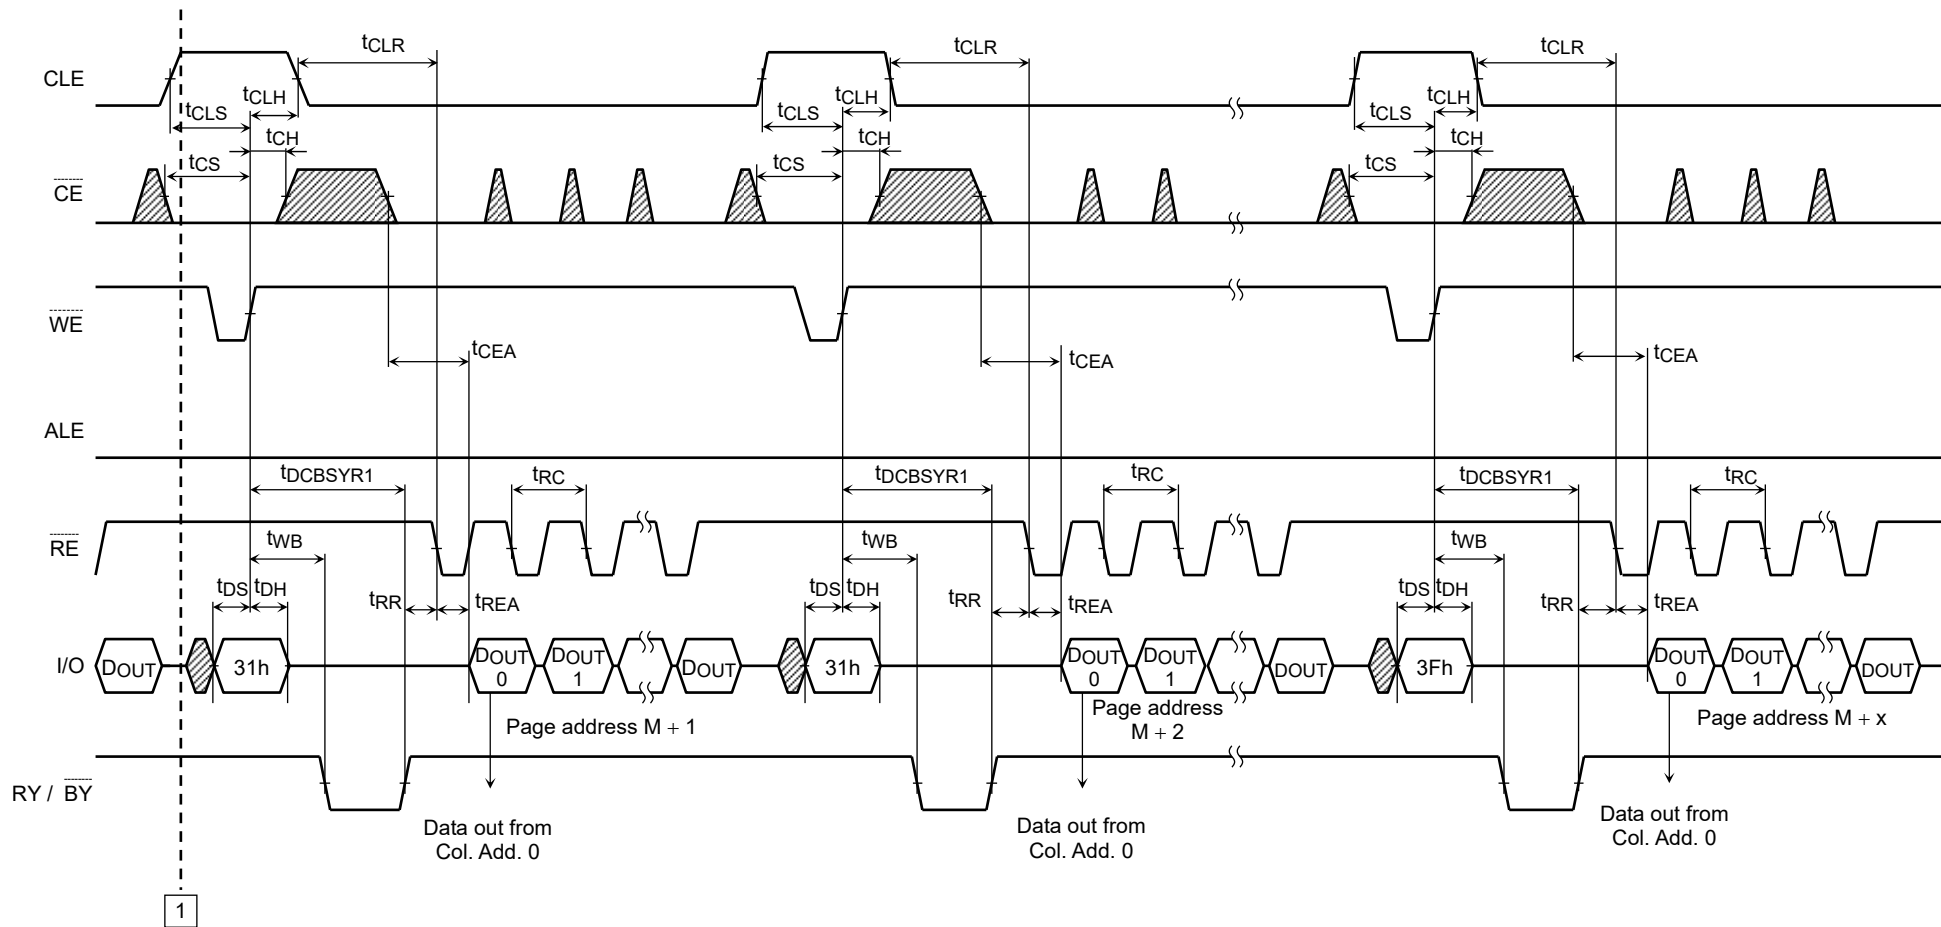 tCLR tCLR tCLR
CLE
tCLH tCLH tCLH
tCLS tCLS tCLS
tCH tCH tCH
tCS tCS tCS
CE
WE
tCEA tCEA tCEA
ALE
tDCBSYR1 tRC tDCBSYR1 tRC tDCBSYR1 tRC
RE
tWB tWB tWB
tDS tDH tDS tDH tDS tDH
tRR tREA tRR tREA tRR tREA
I/O DOUT 31h DOUT 0 DOUT 1 DOUT 31h DOUT 0 DOUT 1 DOUT 3Fh DOUT 0 DOUT 1 DOUT
Page address M + 1
Page address
M + 2
Page address M + x
RY / BY
Data out from
Col. Add. 0
Data out from
Col. Add. 0
Data out from
Col. Add. 0
1